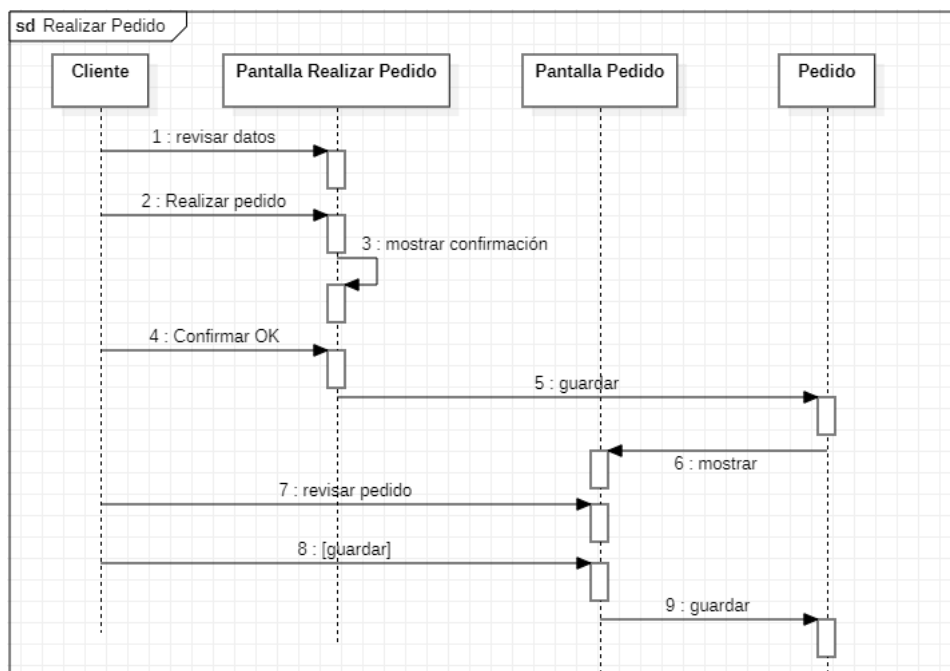 sd Realizar Pedido
Cliente
Pantalla Realizar Pedido
Pantalla Pedido
Pedido
1 : revisar datos
2 : Realizar pedido
3 : mostrar confirmación
4 : Confirmar OK
5 : guardar
6 : mostrar
7 : revisar pedido
8 : [guardar]
9 : guardar